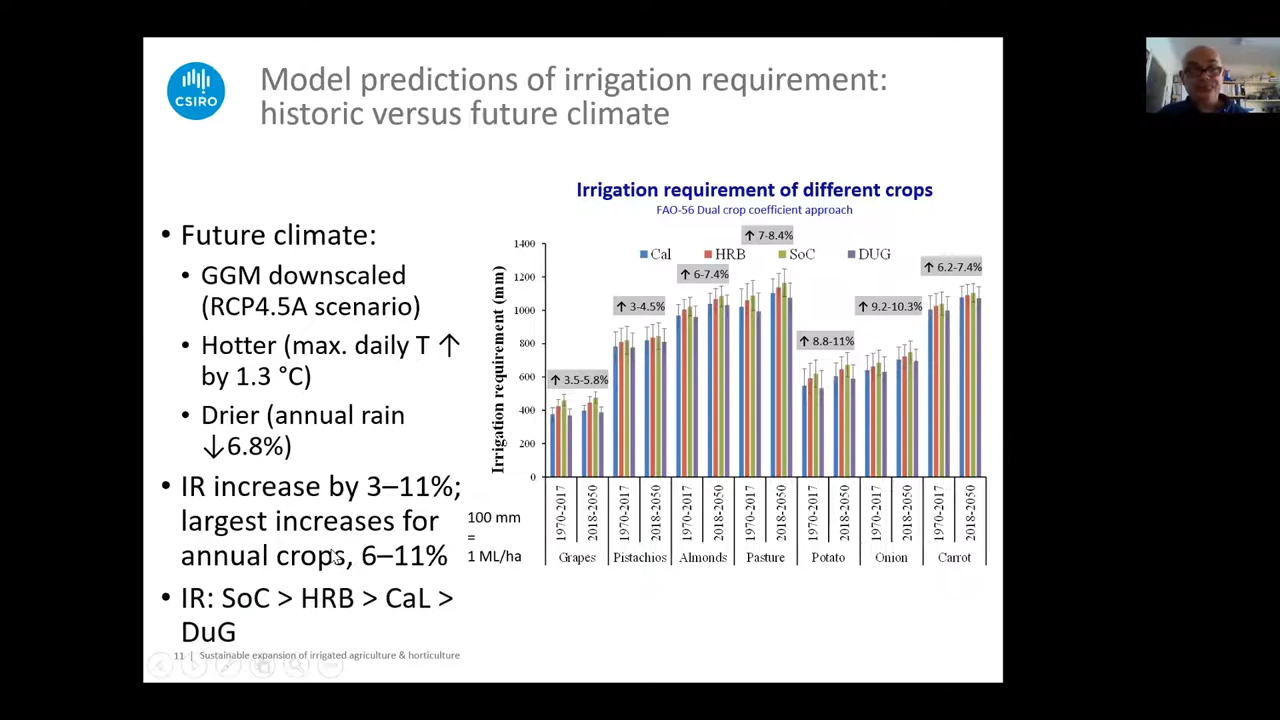 CSIRO
Model predictions of irrigation requirement:
historic versus future climate
• Future climate:
• GGM downscaled
(RCP4.5A scenario)
• Hotter (max. daily T ↑
by 1.3 °C)
• Drier (annual rain
↓6.8%)
• IR increase by 3–11%;
largest increases for
annual crops, 6–11%
• IR: SoC > HRB > CaL >
DuG
Irrigation requirement of different crops
FAO-56 Dual crop coefficient approach
↑ 7-8.4%
Cal HRB SoC DUG
↑ 6-7.4%
↑ 6.2-7.4%
↑ 3-4.5%
↑ 9.2-10.3%
↑ 8.8-11%
↑ 3.5-5.8%
Irrigation requirement (mm)
1400
1200
1000
800
600
400
200
0
1970-2017 2018-2050 1970-2017 2018-2050 1970-2017 2018-2050 1970-2017 2018-2050 1970-2017 2018-2050 1970-2017 2018-2050 1970-2017 2018-2050
Grapes Pistachios Almonds Pasture Potato Onion Carrot
100 mm
=
1 ML/ha
11 | Sustainable expansion of irrigated agriculture & horticulture